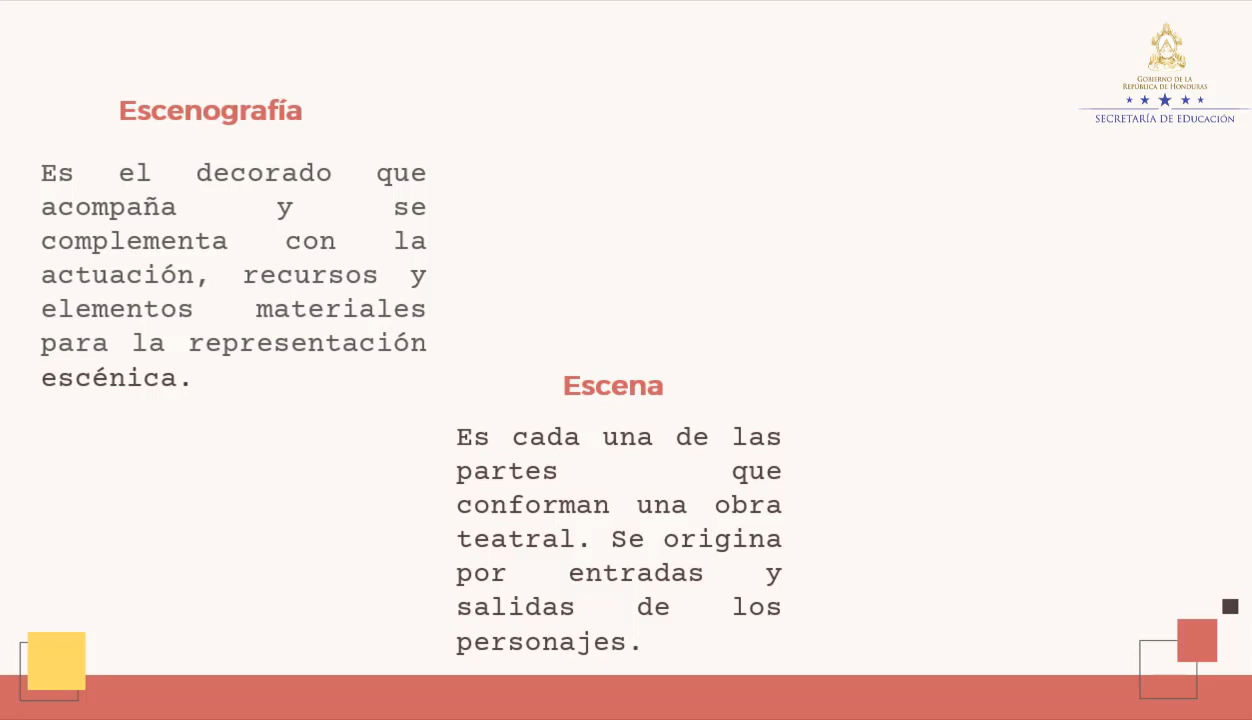 GOBIERNO DE LA
REPÚBLICA DE HONDURAS
SECRETARÍA DE EDUCACIÓN
Escenografía
Es el decorado que
acompaña y se
complementa con la
actuación, recursos y
elementos materiales
para la representación
escénica.
Escena
Es cada una de las
partes que
conforman una obra
teatral. Se origina
por entradas y
salidas de los
personajes.